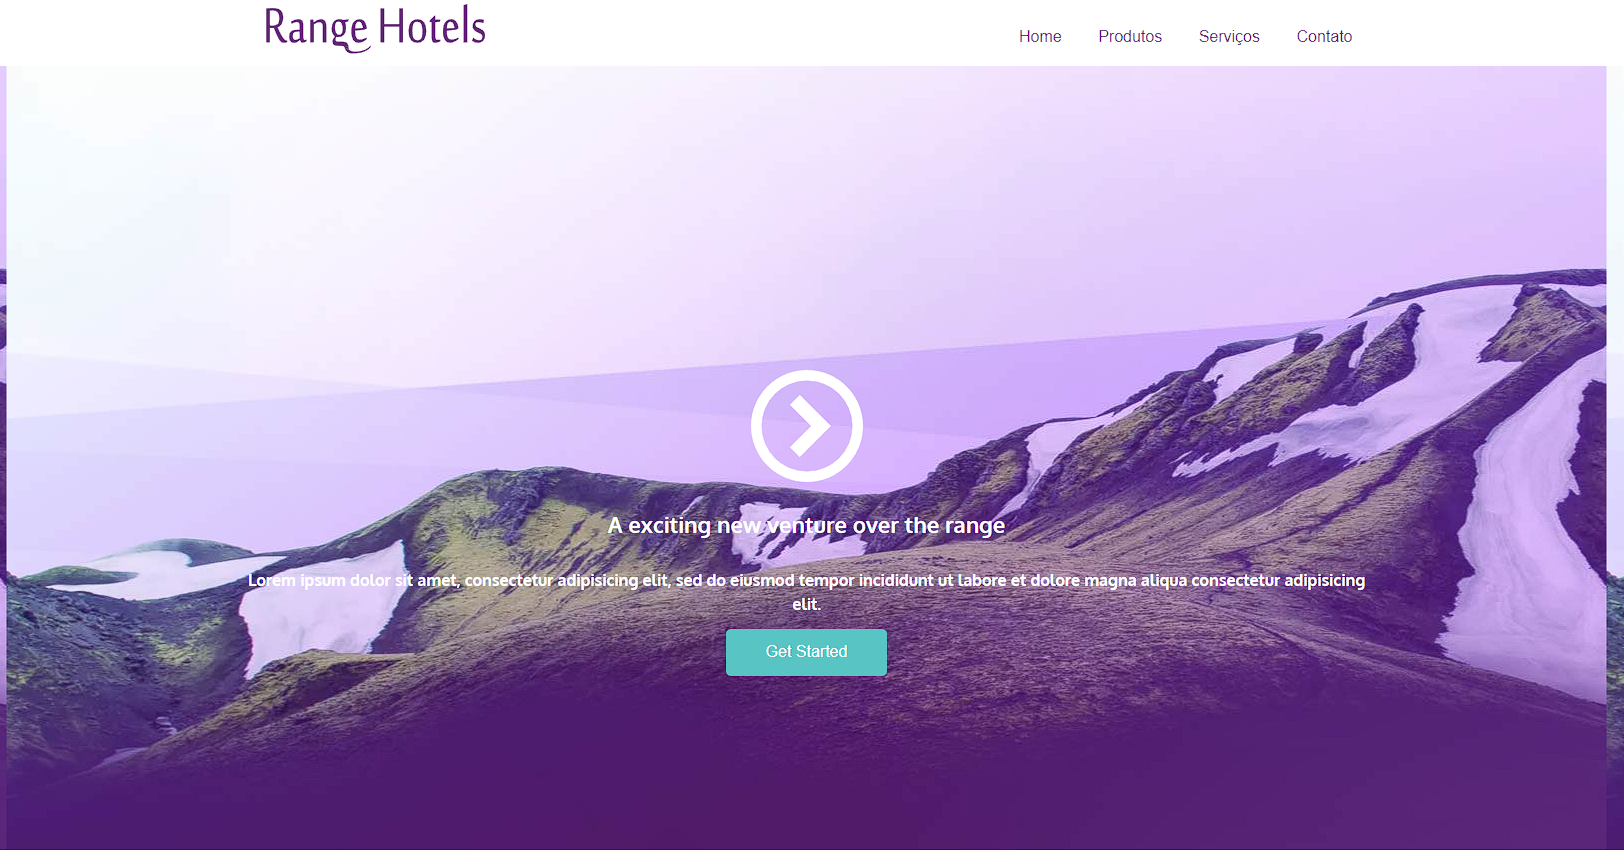 Range Hotels
Home Produtos Serviços Contato
A exciting new venture over the range
Lorem ipsum dolor sit amet, consectetur adipisicing elit, sed do eiusmod tempor incididunt ut labore et dolore magna aliqua consectetur adipisicing
elit.
Get Started